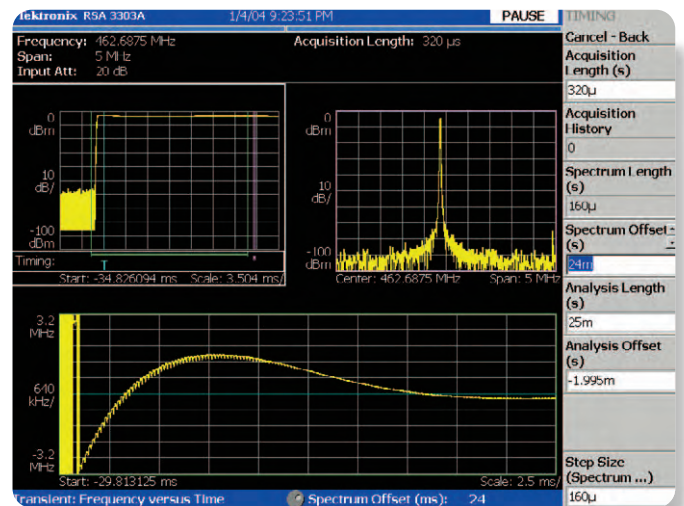 Tektronix RSA 3303A 1/4/04 9:23:51 PM PAUSE TIMING
Frequency: 462.6875 MHz Acquisition Length: 320 µs
Span: 5 MHz
Input Att: 20 dB
0
dBm
10
dB/
-100
dBm
Timing:
T
Start: -34.826094 ms Scale: 3.504 ms/
0
dBm
10
dB/
-100
dBm
Center: 462.6875 MHz Span: 5 MHz
3.2
MHz
640
kHz/
-3.2
MHz
Start: -29.813125 ms Scale: 2.5 ms/
Transient: Frequency versus Time Spectrum Offset (ms): 24
Cancel - Back
Acquisition
Length (s)
320µ
Acquisition
History
0
Spectrum Length
(s)
160µ
Spectrum Offset
(s)
24m
Analysis Length
(s)
25m
Analysis Offset
(s)
-1.995m
Step Size
(Spectrum ...)
160µ